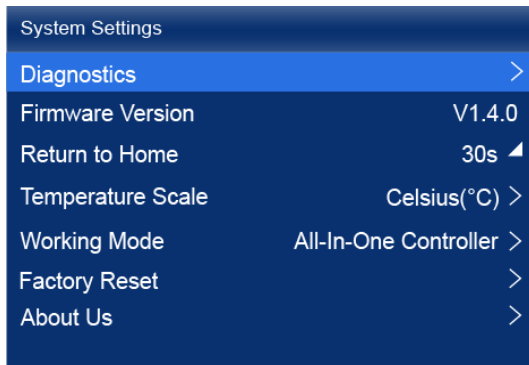 System Settings
Diagnostics >
Firmware Version V1.4.0
Return to Home 30s
Temperature Scale Celsius(°C) >
Working Mode All-In-One Controller >
Factory Reset >
About Us >